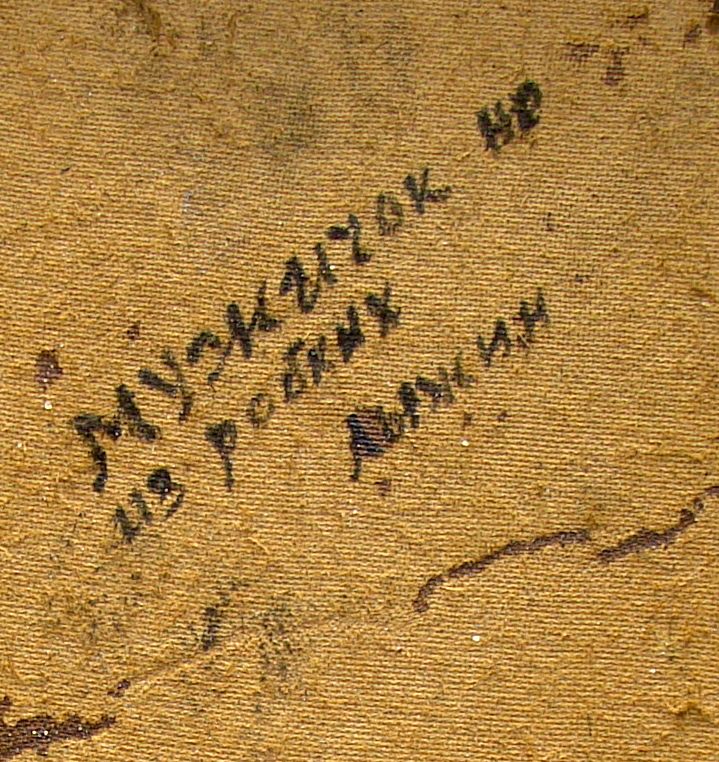 Мужичок не
из робких